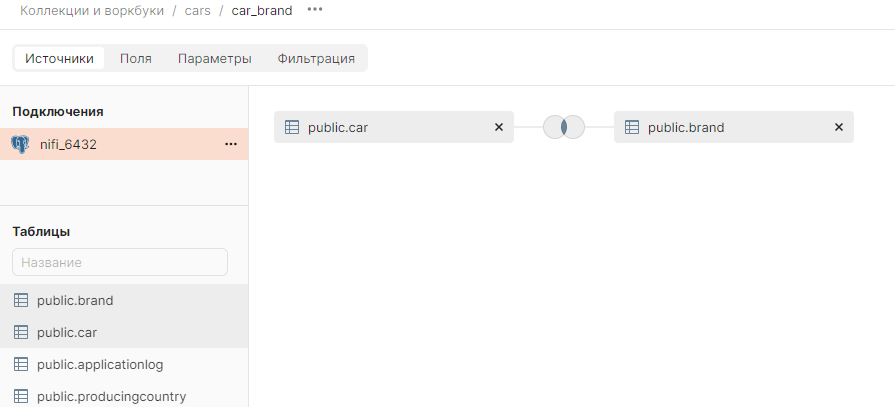 Коллекции и воркбуки / cars / car_brand ···
Источники Поля Параметры Фильтрация
Подключения
nifi_6432 ···
public.car ×
public.brand ×
Таблицы
Название
public.brand
public.car
public.applicationlog
public.producingcountry